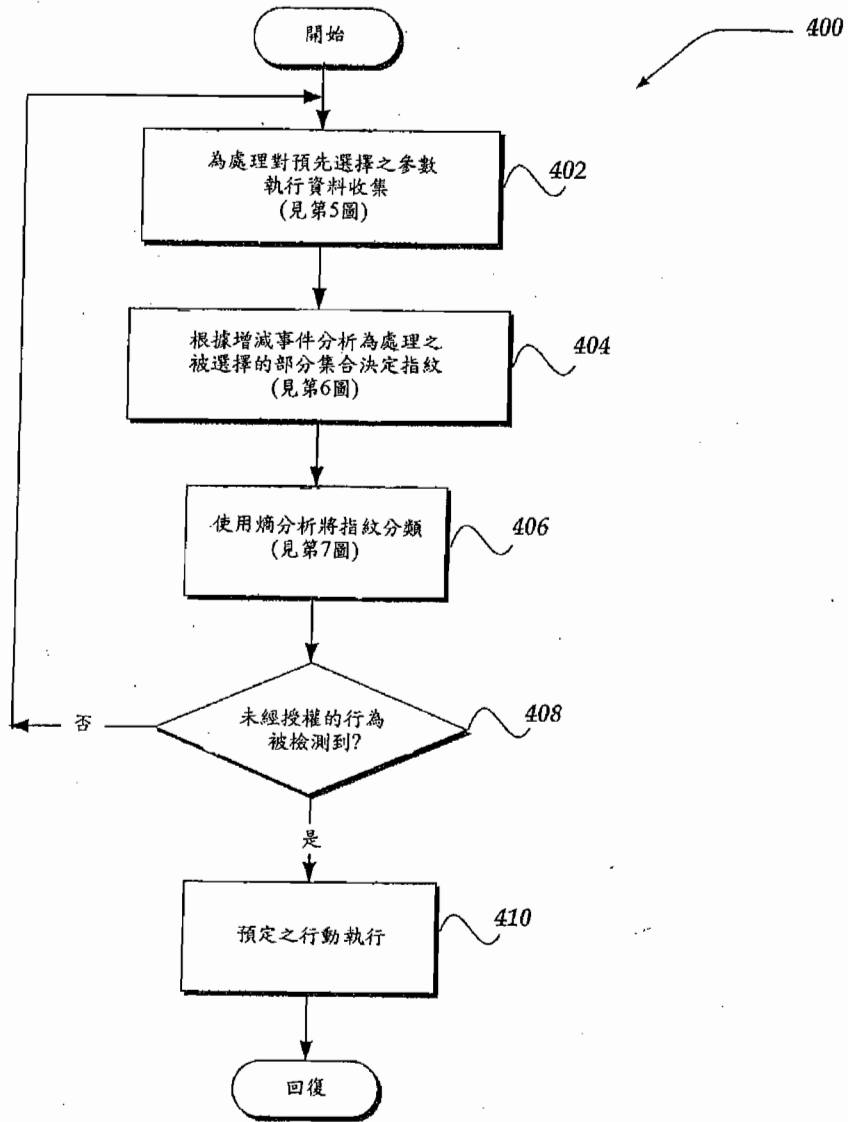 開始
400
為處理對預先選擇之參數
執行資料收集
(見第5圖)
402
根據增減事件分析為處理之
被選擇的部分集合決定指紋
(見第6圖)
404
使用熵分析將指紋分類
(見第7圖)
406
未經授權的行為
被檢測到?
408
否
是
預定之行動執行
410
回復